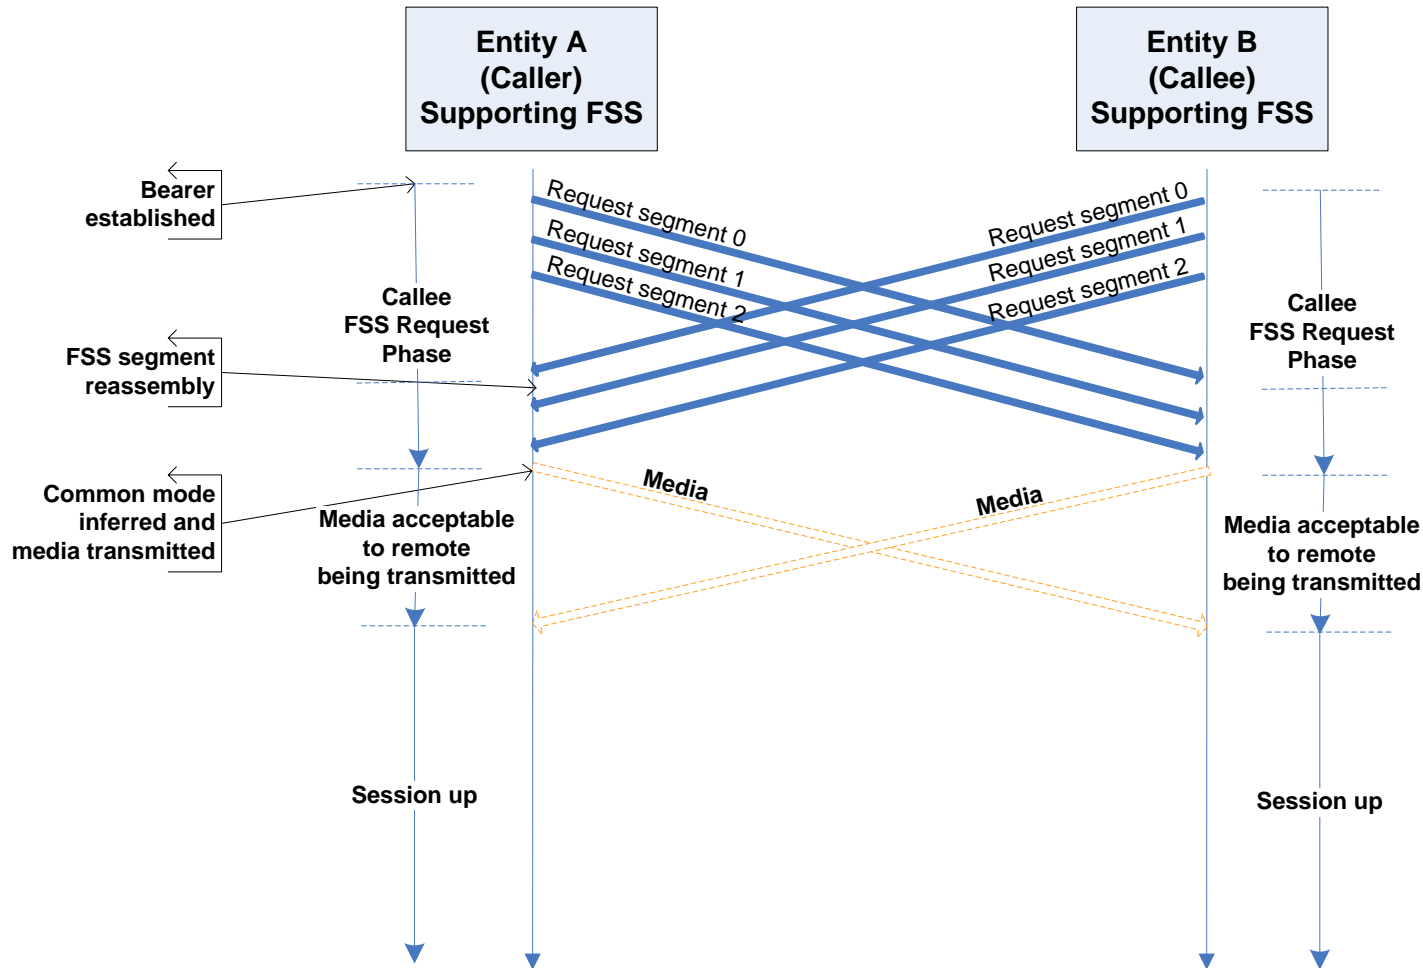 Entity A
(Caller)
Supporting FSS
Entity B
(Callee)
Supporting FSS
Bearer
established
Request segment 0
Request segment 1
Request segment 2
Request segment 0
Request segment 1
Request segment 2
Callee
FSS Request
Phase
Callee
FSS Request
Phase
FSS segment
reassembly
Common mode
inferred and
media transmitted
Media
Media
Media acceptable
to remote
being transmitted
Media acceptable
to remote
being transmitted
Session up
Session up